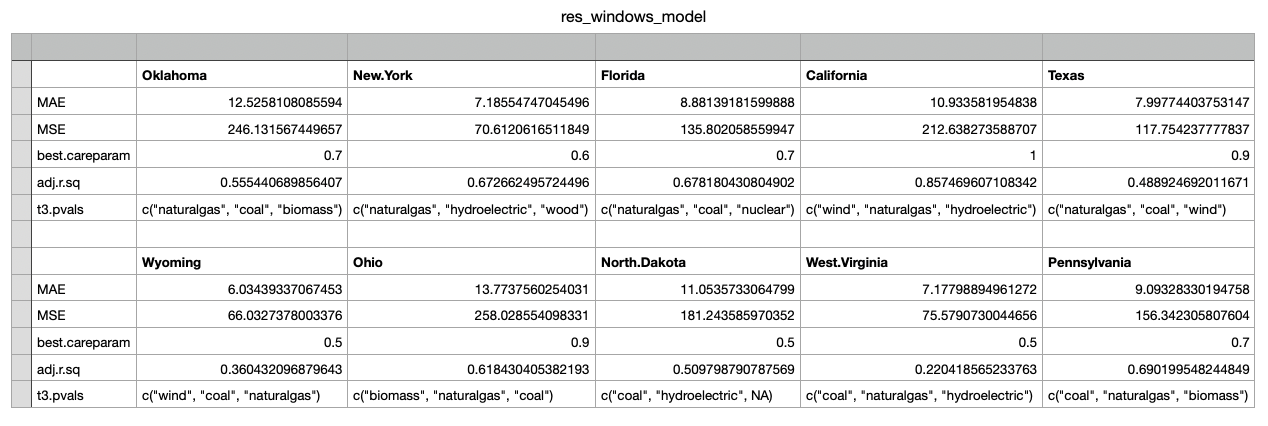 res_windows_model
Oklahoma New.York Florida California Texas
MAE 12.5258108085594 7.18554747045496 8.88139181599888 10.933581954838 7.99774403753147
MSE 246.131567449657 70.6120616511849 135.802058559947 212.638273588707 117.754237777837
best.careparam 0.7 0.6 0.7 1 0.9
adj.r.sq 0.555440689856407 0.672662495724496 0.678180430804902 0.857469607108342 0.488924692011671
t3.pvals c("naturalgas", "coal", "biomass") c("naturalgas", "hydroelectric", "wood") c("naturalgas", "coal", "nuclear") c("wind", "naturalgas", "hydroelectric") c("naturalgas", "coal", "wind")
Wyoming Ohio North.Dakota West.Virginia Pennsylvania
MAE 6.03439337067453 13.7737560254031 11.0535733064799 7.17798894961272 9.09328330194758
MSE 66.0327378003376 258.028554098331 181.243585970352 75.5790730044656 156.342305807604
best.careparam 0.5 0.9 0.5 0.5 0.7
adj.r.sq 0.360432096879643 0.618430405382193 0.509798790787569 0.220418565233763 0.690199548244849
t3.pvals c("wind", "coal", "naturalgas") c("biomass", "naturalgas", "coal") c("coal", "hydroelectric", NA) c("coal", "naturalgas", "hydroelectric") c("coal", "naturalgas", "biomass")